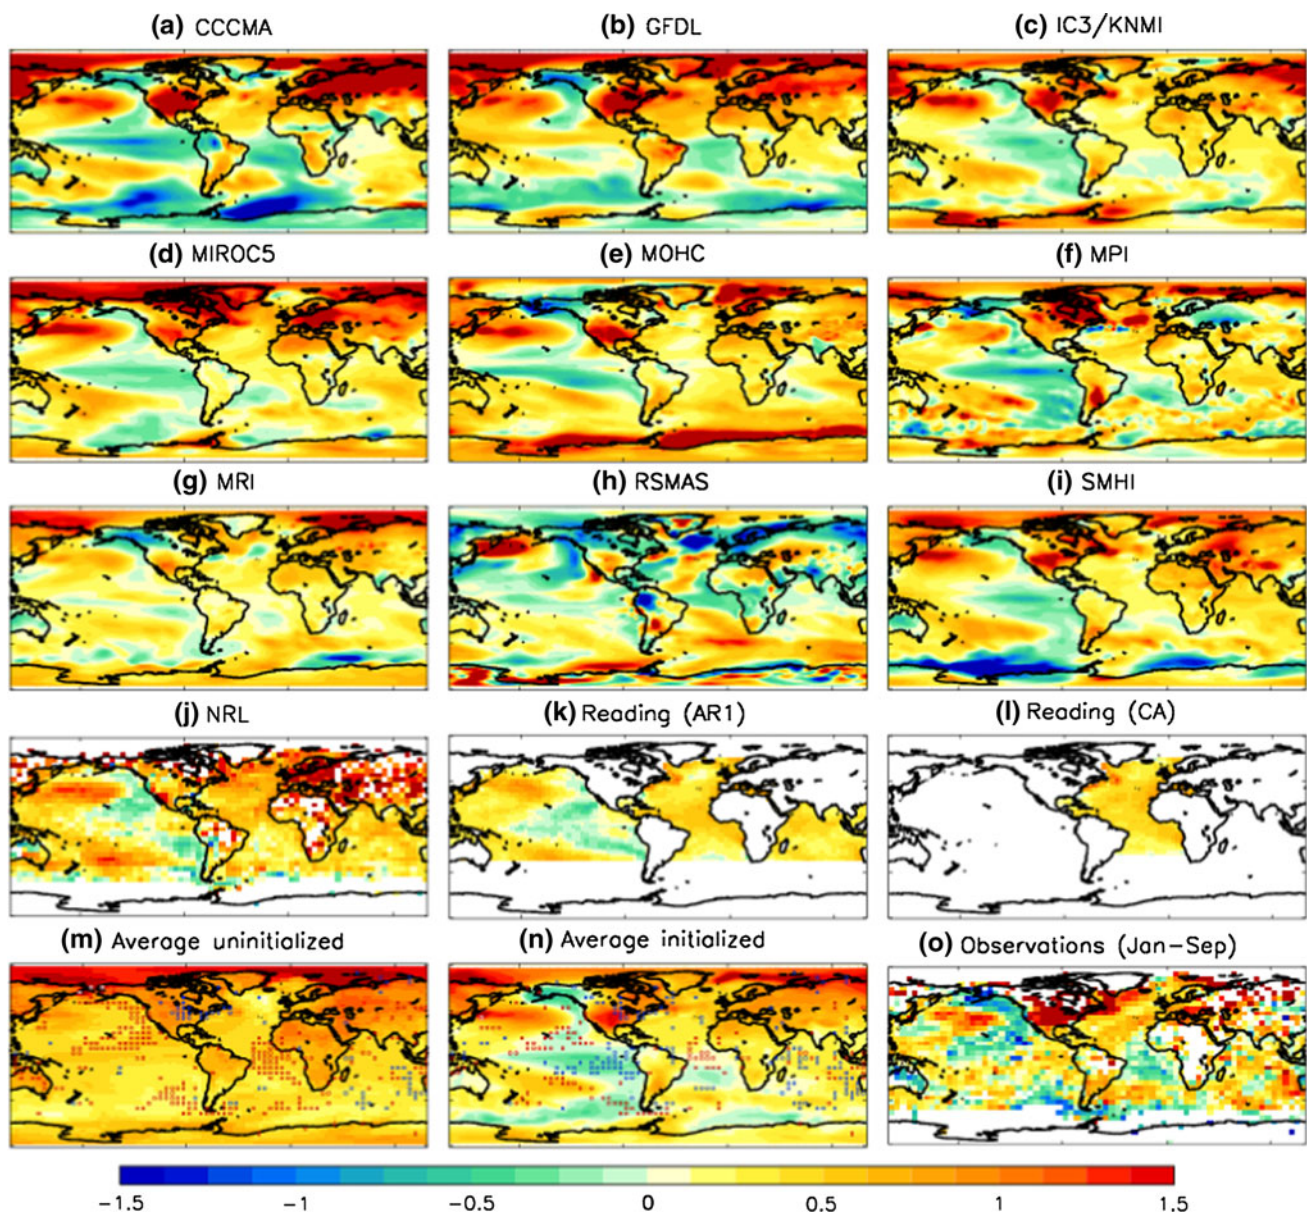 (a) CCCMA
(b) GFDL
(c) IC3/KNMI
(d) MIROC5
(e) MOHC
(f) MPI
(g) MRI
(h) RSMAS
(i) SMHI
(j) NRL
(k) Reading (AR1)
(l) Reading (CA)
(m) Average uninitialized
(n) Average initialized
(o) Observations (Jan-Sep)
-1.5 -1 -0.5 0 0.5 1 1.5